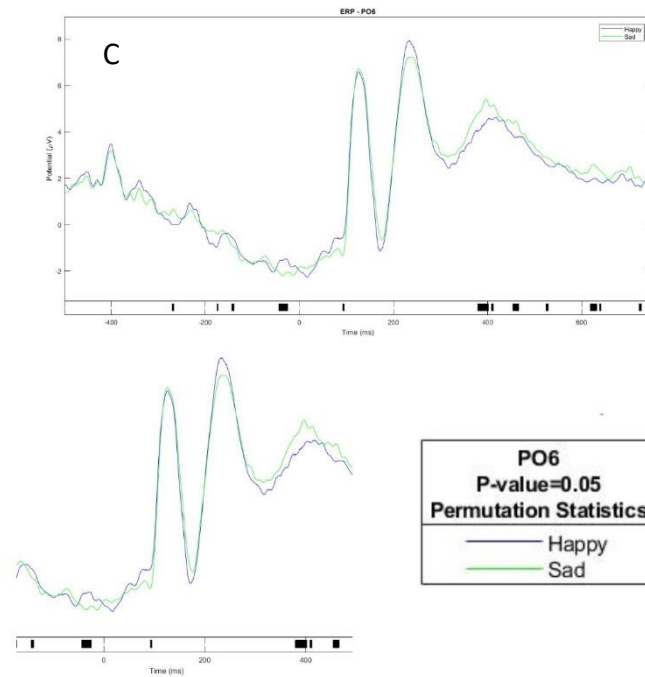 ERP - PO6
C
Happy
Sad
Potential (μV)
8
6
4
2
0
-2
-400 -200 0 200 400 600
Time (ms)
0 200 400
Time (ms)
PO6
P-value=0.05
Permutation Statistics
Happy
Sad